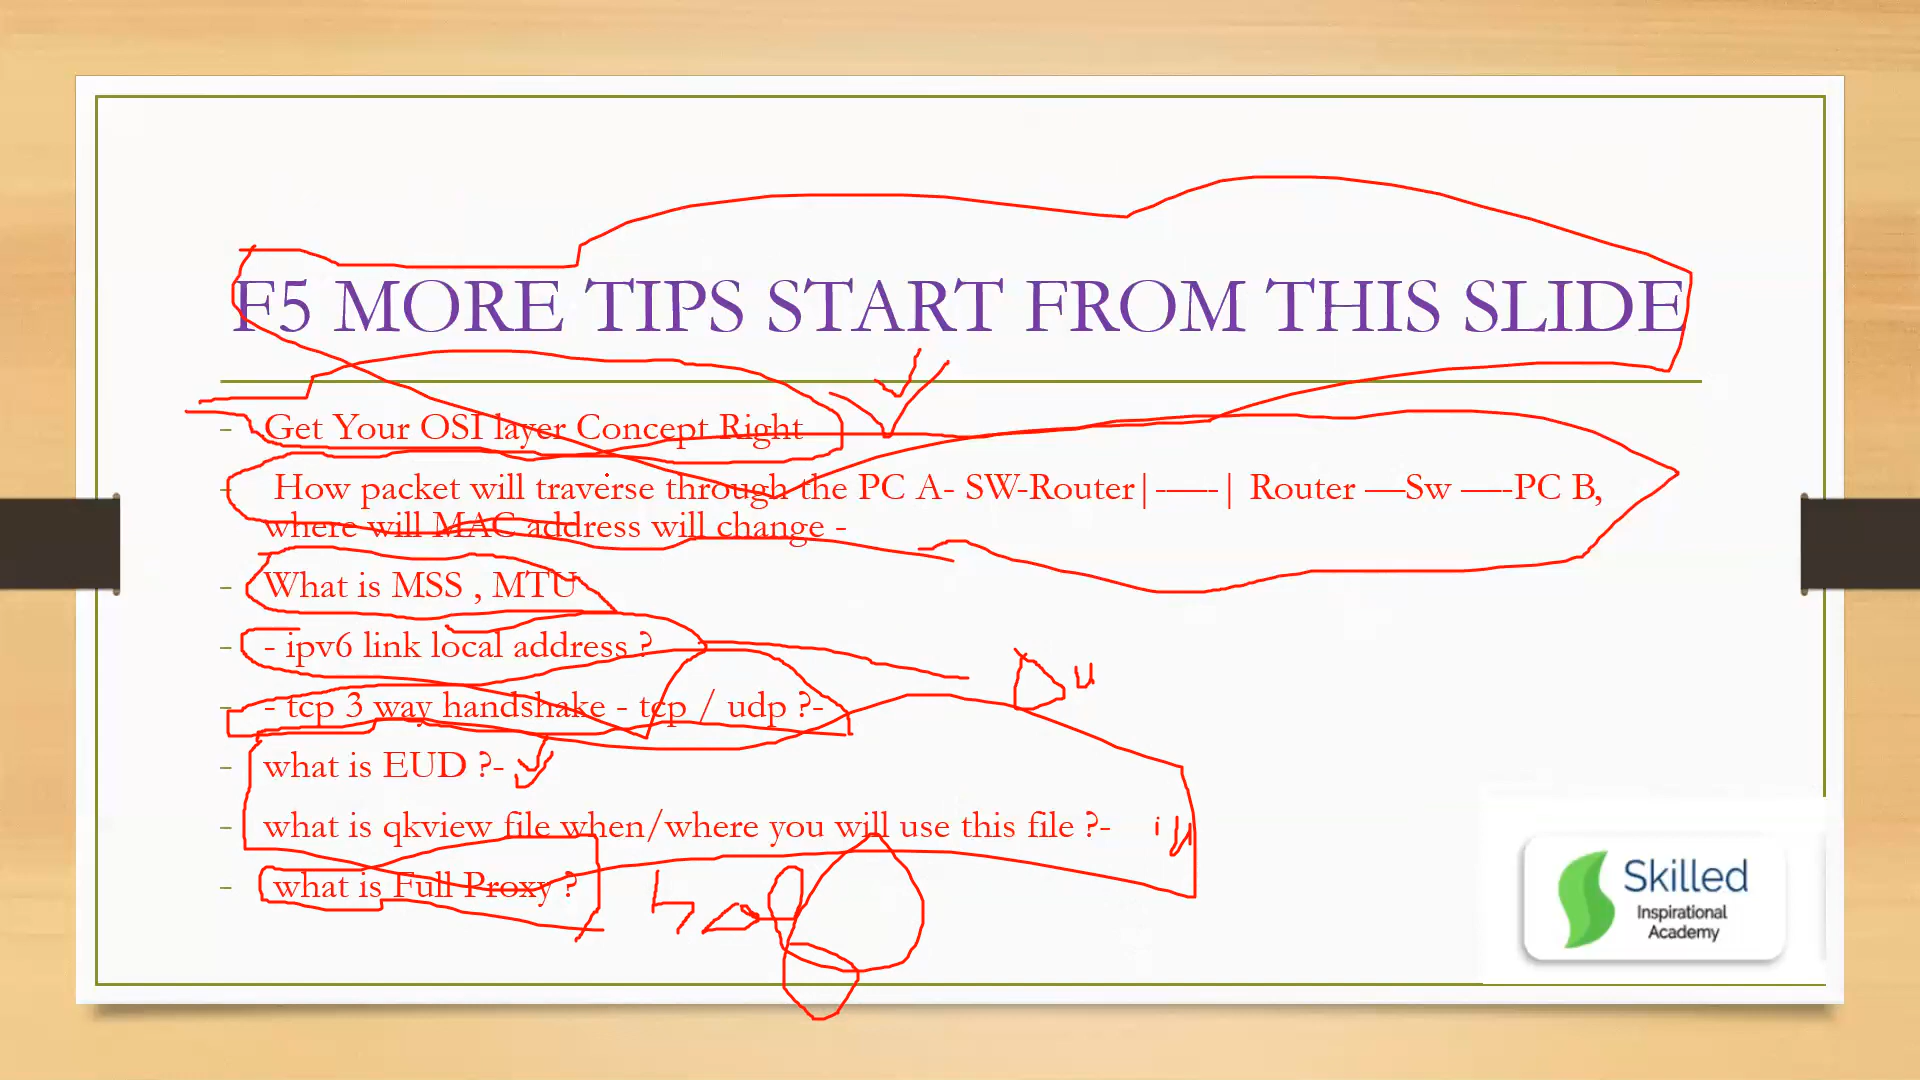 F5 MORE TIPS START FROM THIS SLIDE
- Get Your OSI layer Concept Right
- How packet will traverse through the PC A- SW-Router|-----| Router —Sw —-PC B,
where will MAC address will change -
- What is MSS , MTU
- - ipv6 link local address ?
- - tcp 3 way handshake - tcp / udp ?-
- what is EUD ?-
- what is qkview file when/where you will use this file ?-
- what is Full Proxy ?
Skilled
Inspirational
Academy